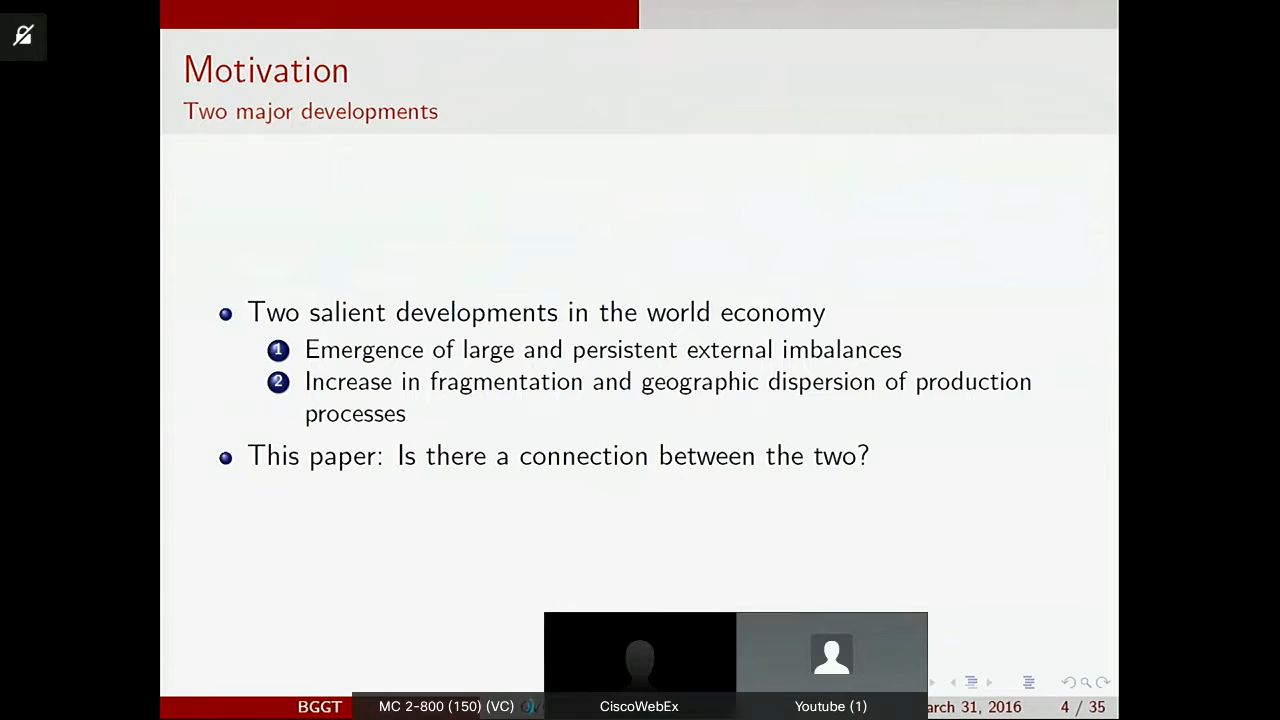 Motivation
Two major developments
Two salient developments in the world economy
1 Emergence of large and persistent external imbalances
2 Increase in fragmentation and geographic dispersion of production
processes
This paper: Is there a connection between the two?
BGGT MC 2-800 (150) (VC) CiscoWebEx Youtube (1) arch 31, 2016 4 / 35